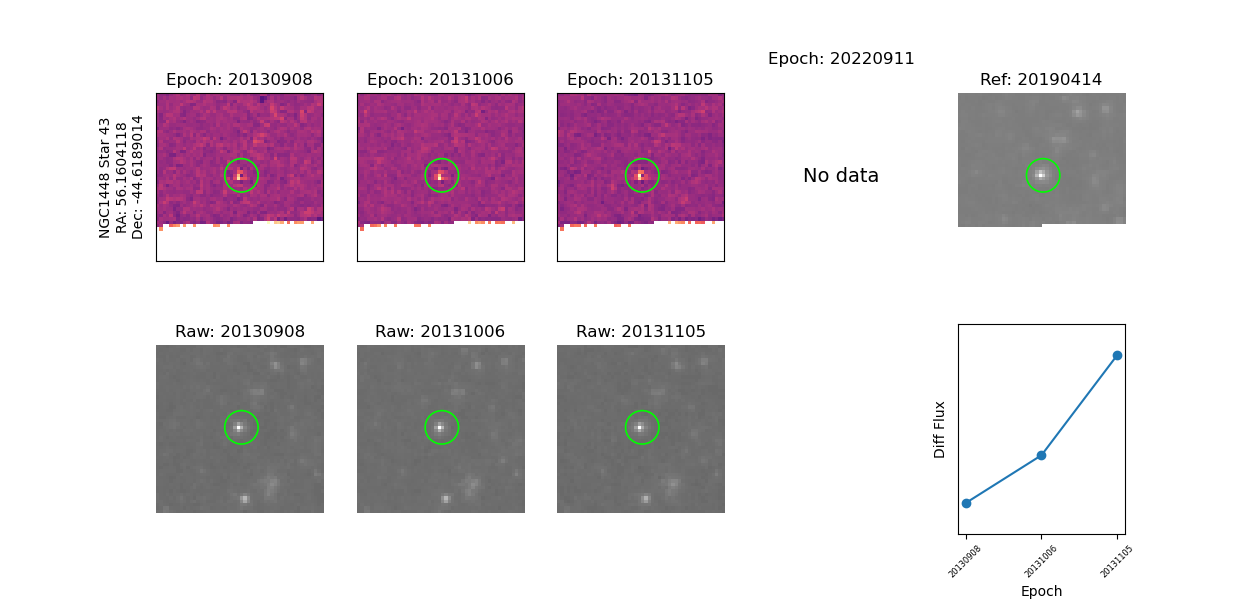 NGC1448 Star 43
RA: 56.1604118
Dec: -44.6189014
Epoch: 20130908
Epoch: 20131006
Epoch: 20131105
Epoch: 20220911
No data
Ref: 20190414
Raw: 20130908
Raw: 20131006
Raw: 20131105
Diff Flux
20130908
20131006
20131105
Epoch